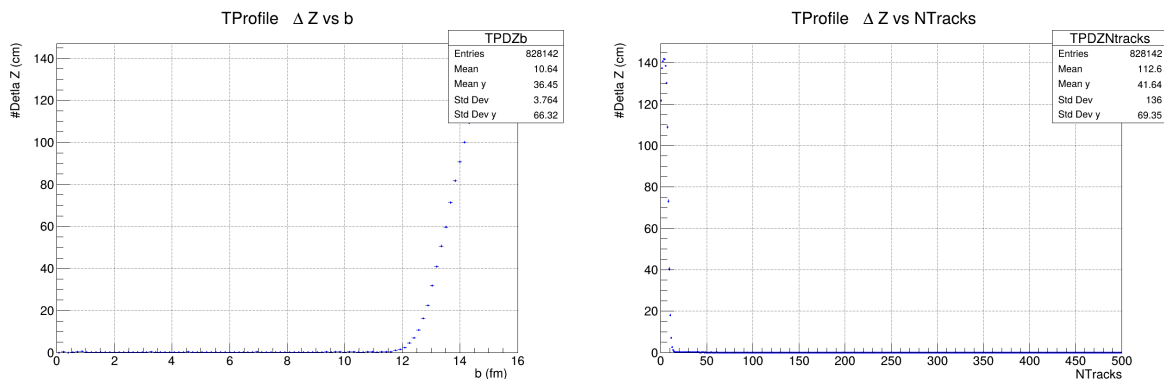 TProfile Δ Z vs b
TPDZb
Entries 828142
Mean 10.64
Mean y 36.45
Std Dev 3.764
Std Dev y 66.32
#Detla Z (cm)
140
120
100
80
60
40
20
0
0 2 4 6 8 10 12 14 16
b (fm)
TProfile Δ Z vs NTracks
TPDZNtracks
Entries 828142
Mean 112.6
Mean y 41.64
Std Dev 136
Std Dev y 69.35
#Detla Z (cm)
140
120
100
80
60
40
20
0
0 50 100 150 200 250 300 350 400 450 500
NTracks